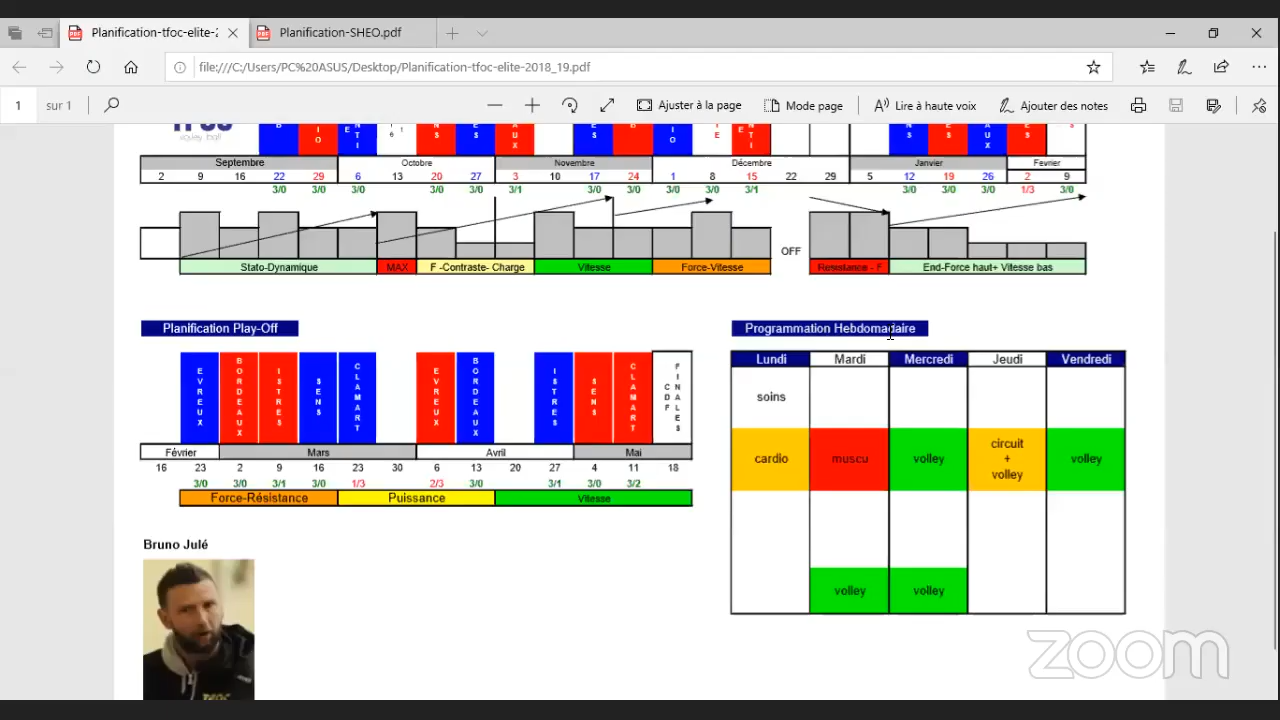 Planification-tfoc-elite-2
Planification-SHEO.pdf
file:///C:/Users/PC%20ASUS/Desktop/Planification-tfoc-elite-2018_19.pdf
1 sur 1
Ajuster à la page
Mode page
Lire à haute voix
Ajouter des notes
volley ball
Septembre Octobre Novembre Décembre Janvier Fevrier
2 9 16 22 29 6 13 20 27 3 10 17 24 1 8 15 22 29 5 12 19 26 2 9
3/0 3/0 3/0 3/0 3/0 3/1 3/0 3/0 3/0 3/0 3/1 3/0 3/0 3/0 1/3 3/0
OFF
Stato-Dynamique MAX F -Contraste- Charge Vitesse Force-Vitesse Resistance - F End-Force haut+ Vitesse bas
Planification Play-Off
EVREUX BORDEAUX ISTRES SENS CLAMART EVREUX BORDEAUX ISTRES SENS CLAMART CDF FINALES
Février Mars Avril Mai
16 23 2 9 16 23 30 6 13 20 27 4 11 18
3/0 3/0 3/1 3/0 1/3 2/3 3/0 3/1 3/0 3/2
Force-Résistance Puissance Vitesse
Programmation Hebdomadaire
Lundi Mardi Mercredi Jeudi Vendredi
soins
cardio muscu volley circuit + volley volley
volley volley
Bruno Julé
zoom